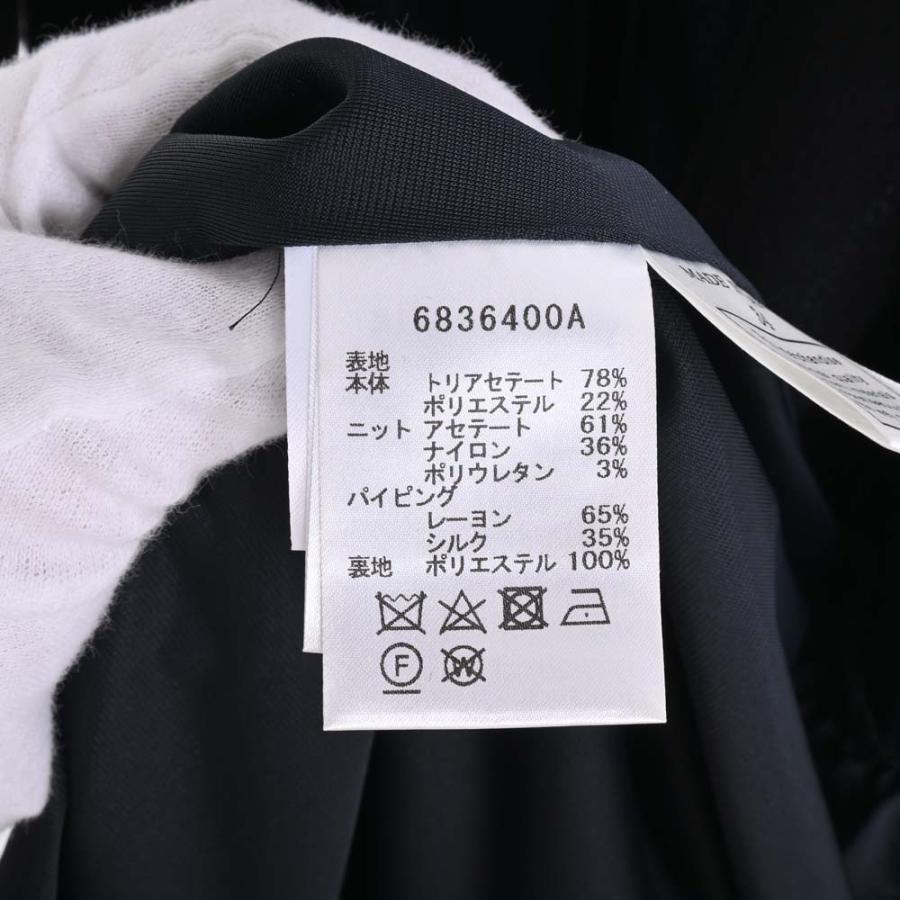 6836400A
表地
本体 トリアセテート 78%
ポリエステル 22%
ニット アセテート 61%
ナイロン 36%
ポリウレタン 3%
パイピング
レーヨン 65%
シルク 35%
裏地 ポリエステル 100%
F W
MADE